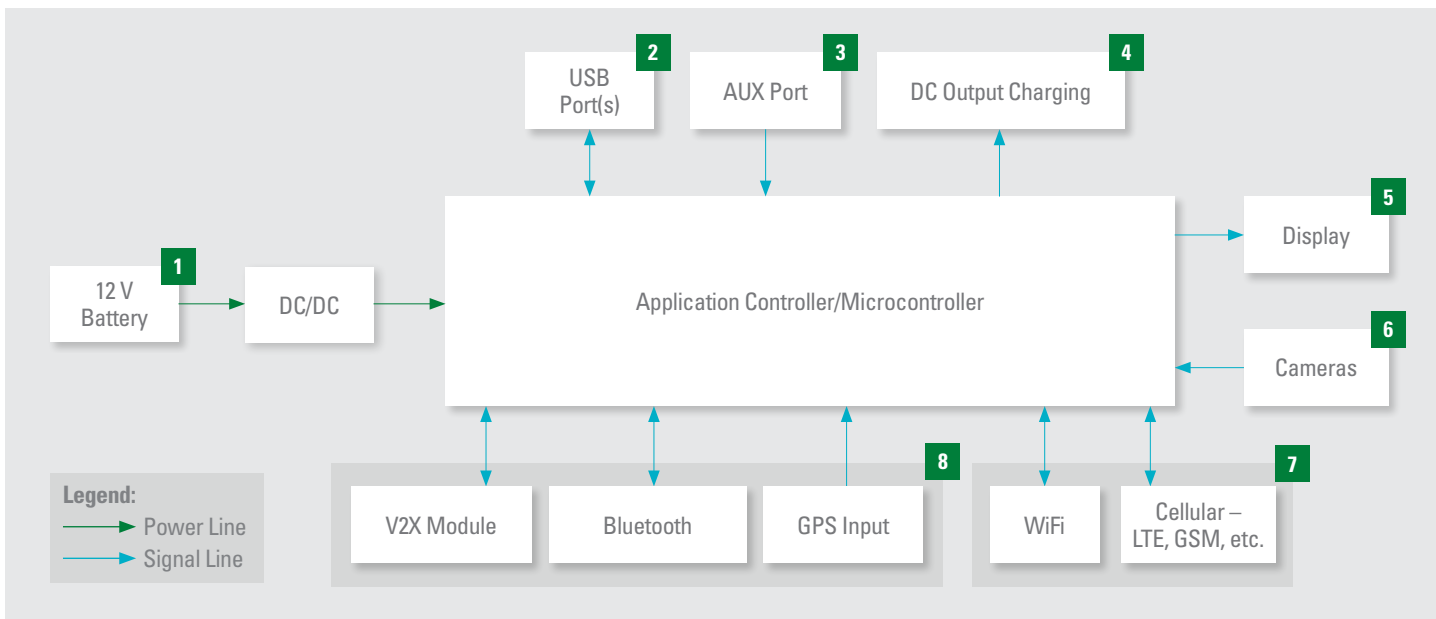 2
USB
Port(s)
3
AUX Port
4
DC Output Charging
5
Display
1
12 V
Battery
DC/DC
Application Controller/Microcontroller
6
Cameras
8
V2X Module
Bluetooth
GPS Input
7
WiFi
Cellular –
LTE, GSM, etc.
Legend:
Power Line
Signal Line